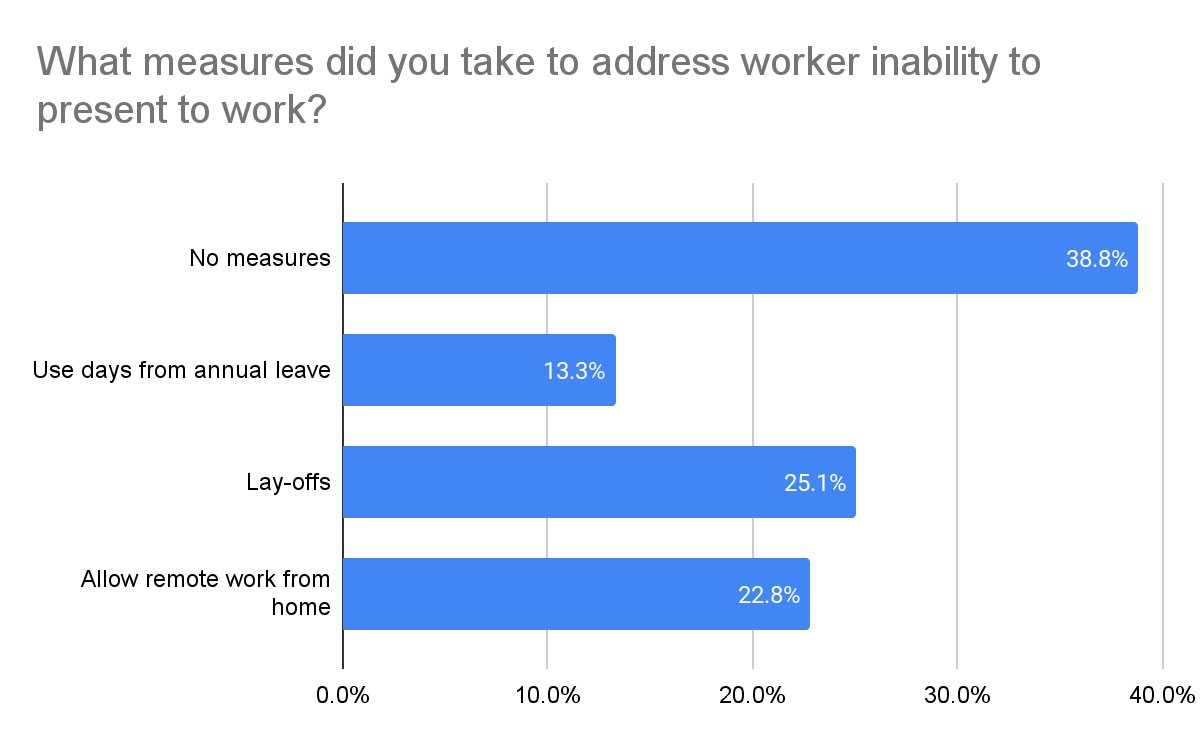 What measures did you take to address worker inability to
present to work?
No measures
38.8%
Use days from annual leave
13.3%
Lay-offs
25.1%
Allow remote work from
home
22.8%
0.0%
10.0%
20.0%
30.0%
40.0%